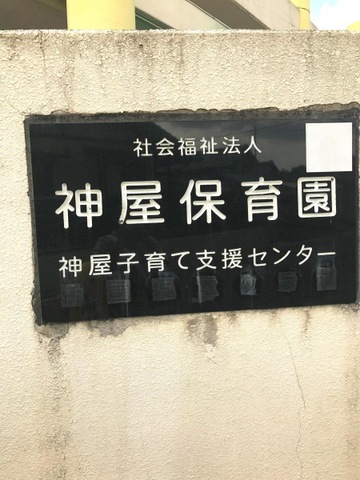 社会福祉法人
神屋保育園
神屋子育て支援センター